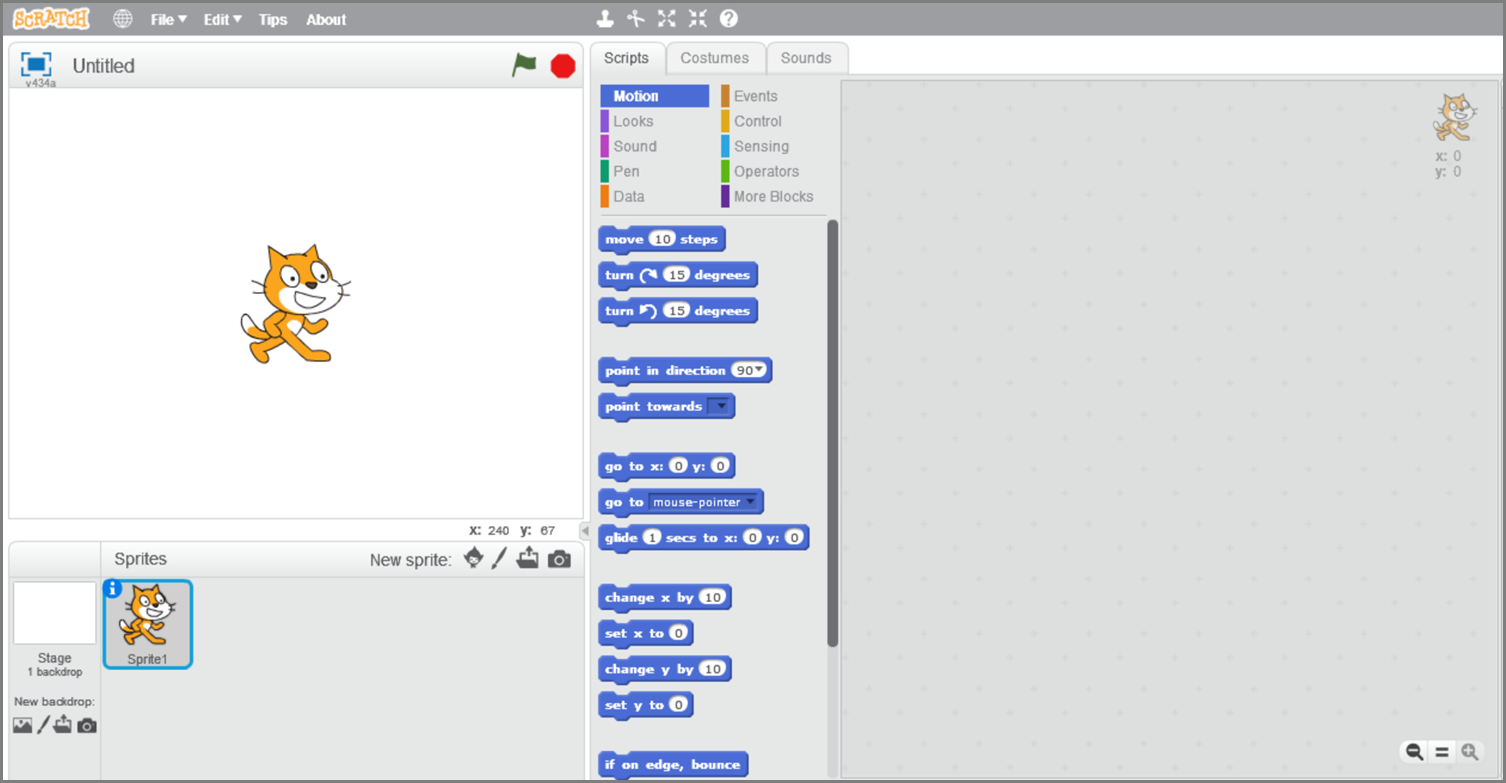 SCRATCH File Edit Tips About
v434a Untitled
x: 240 y: 67
Sprites New sprite:
Sprite1
Stage
1 backdrop
New backdrop:
Scripts Costumes Sounds
Motion Events
Looks Control
Sound Sensing
Pen Operators
Data More Blocks
move 10 steps
turn 15 degrees
turn 15 degrees
point in direction 90
point towards
go to x: 0 y: 0
go to mouse-pointer
glide 1 secs to x: 0 y: 0
change x by 10
set x to 0
change y by 10
set y to 0
if on edge, bounce
x: 0
y: 0